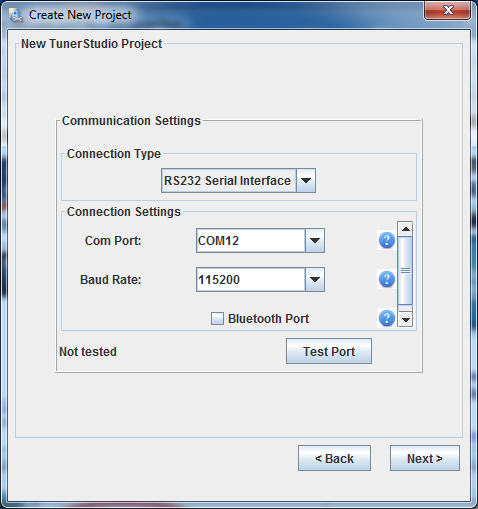 Create New Project
New TunerStudio Project
Communication Settings
Connection Type
RS232 Serial Interface
Connection Settings
Com Port: COM12 ?
Baud Rate: 115200 ?
Bluetooth Port ?
Not tested Test Port
< Back Next >